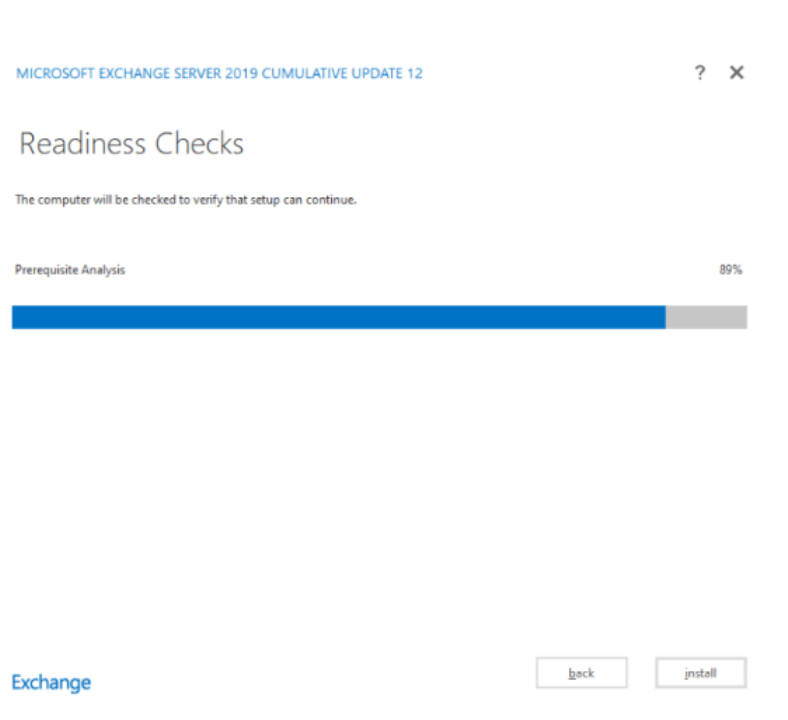 MICROSOFT EXCHANGE SERVER 2019 CUMULATIVE UPDATE 12 ? ✕
Readiness Checks
The computer will be checked to verify that setup can continue.
Prerequisite Analysis 89%
Exchange back install